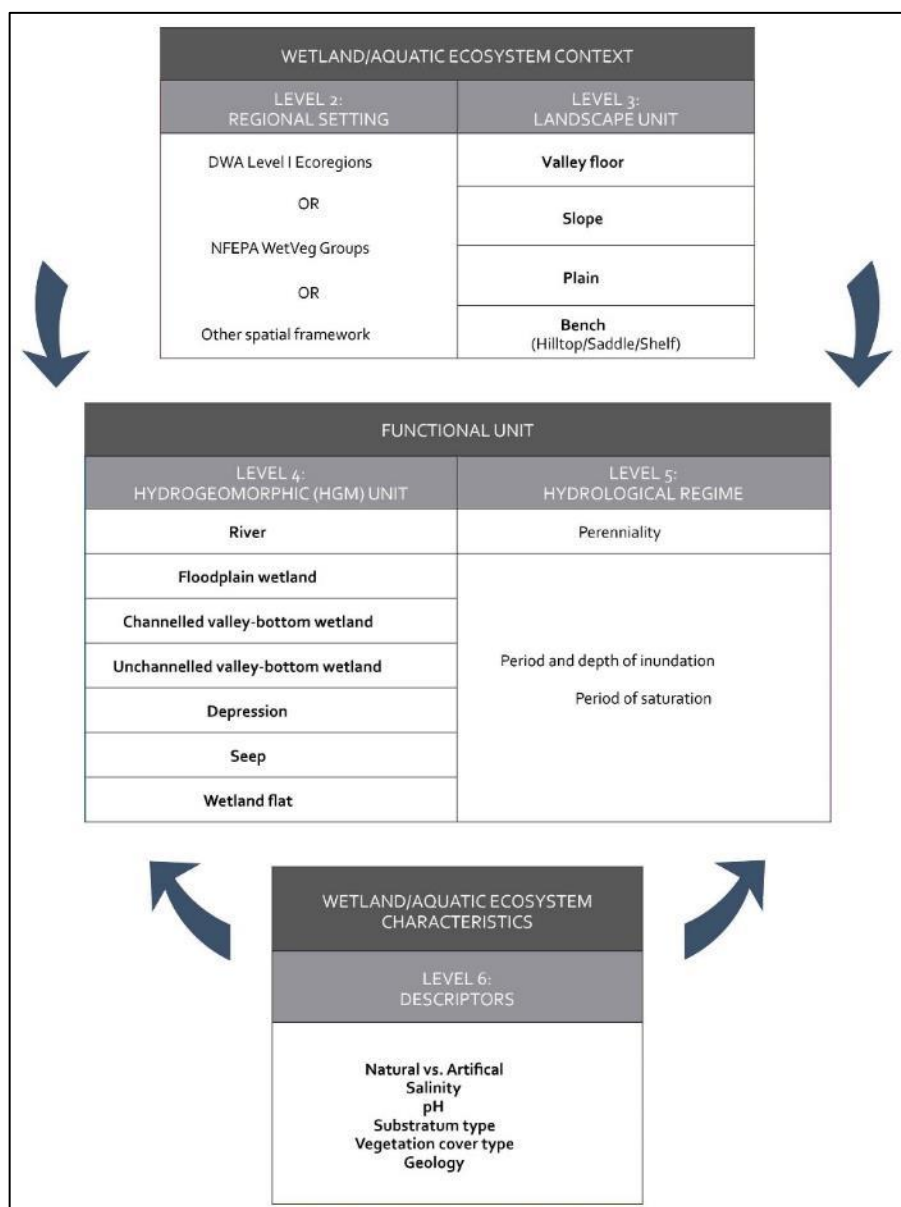 WETLAND/AQUATIC ECOSYSTEM CONTEXT
LEVEL 2:
REGIONAL SETTING
LEVEL 3:
LANDSCAPE UNIT
DWA Level I Ecoregions
OR
NFEPA WetVeg Groups
OR
Other spatial framework
Valley floor
Slope
Plain
Bench
(Hilltop/Saddle/Shelf)
FUNCTIONAL UNIT
LEVEL 4:
HYDROGEOMORPHIC (HGM) UNIT
LEVEL 5:
HYDROLOGICAL REGIME
River
Perenniality
Floodplain wetland
Channelled valley-bottom wetland
Unchannelled valley-bottom wetland
Depression
Seep
Wetland flat
Period and depth of inundation
Period of saturation
WETLAND/AQUATIC ECOSYSTEM
CHARACTERISTICS
LEVEL 6:
DESCRIPTORS
Natural vs. Artifical
Salinity
pH
Substratum type
Vegetation cover type
Geology